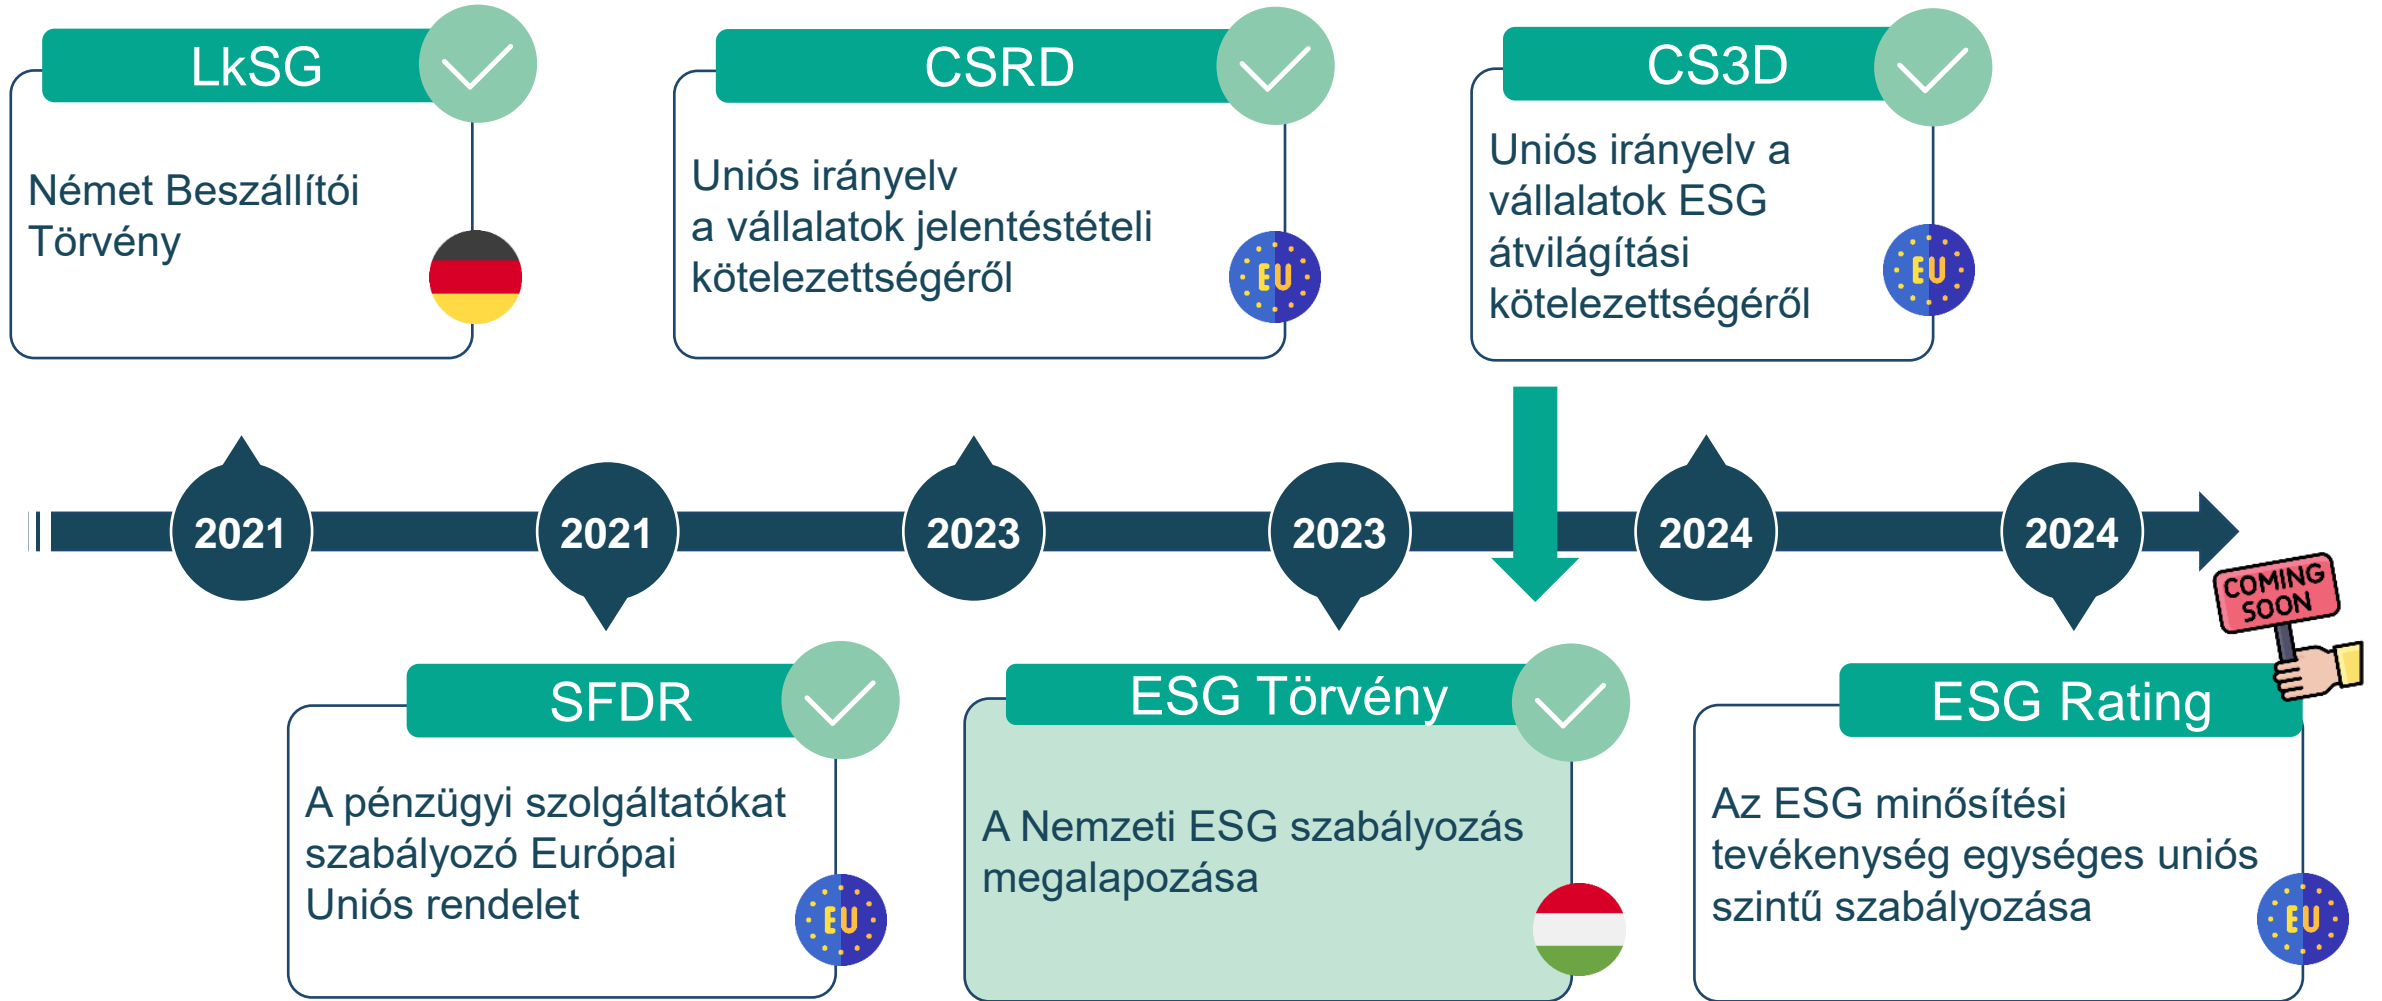 LkSG
Német Beszállítói
Törvény
CSRD
Uniós irányelv
a vállalatok jelentéstételi
kötelezettségéről
EU
CS3D
Uniós irányelv a
vállalatok ESG
átvilágítási
kötelezettségéről
EU
2021
2021
2023
2023
2024
2024
COMING
SOON
SFDR
A pénzügyi szolgáltatókat
szabályozó Európai
Uniós rendelet
EU
ESG Törvény
A Nemzeti ESG szabályozás
megalapozása
ESG Rating
Az ESG minősítési
tevékenység egységes uniós
szintű szabályozása
EU